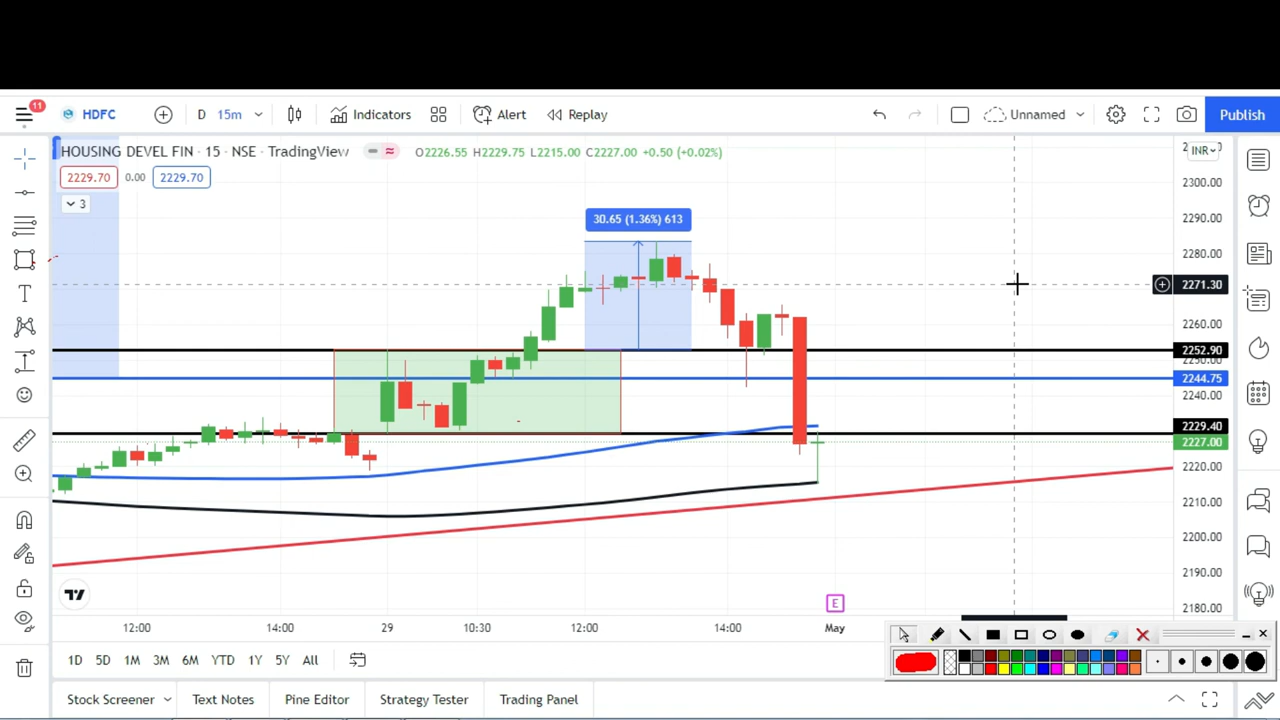 11
HDFC
D 15m
Indicators
Alert
Replay
Unnamed
Publish
HOUSING DEVEL FIN · 15 · NSE · TradingView
O2226.55 H2229.75 L2215.00 C2227.00 +0.50 (+0.02%)
INR
2229.70 0.00 2229.70
3
30.65 (1.36%) 613
2300.00
2290.00
2280.00
2271.30
2260.00
2252.90
2250.00
2244.75
2240.00
2229.40
2227.00
2220.00
2210.00
2200.00
2190.00
2180.00
E
12:00 14:00 29 10:30 12:00 14:00 May
1D 5D 1M 3M 6M YTD 1Y 5Y All
Stock Screener Text Notes Pine Editor Strategy Tester Trading Panel